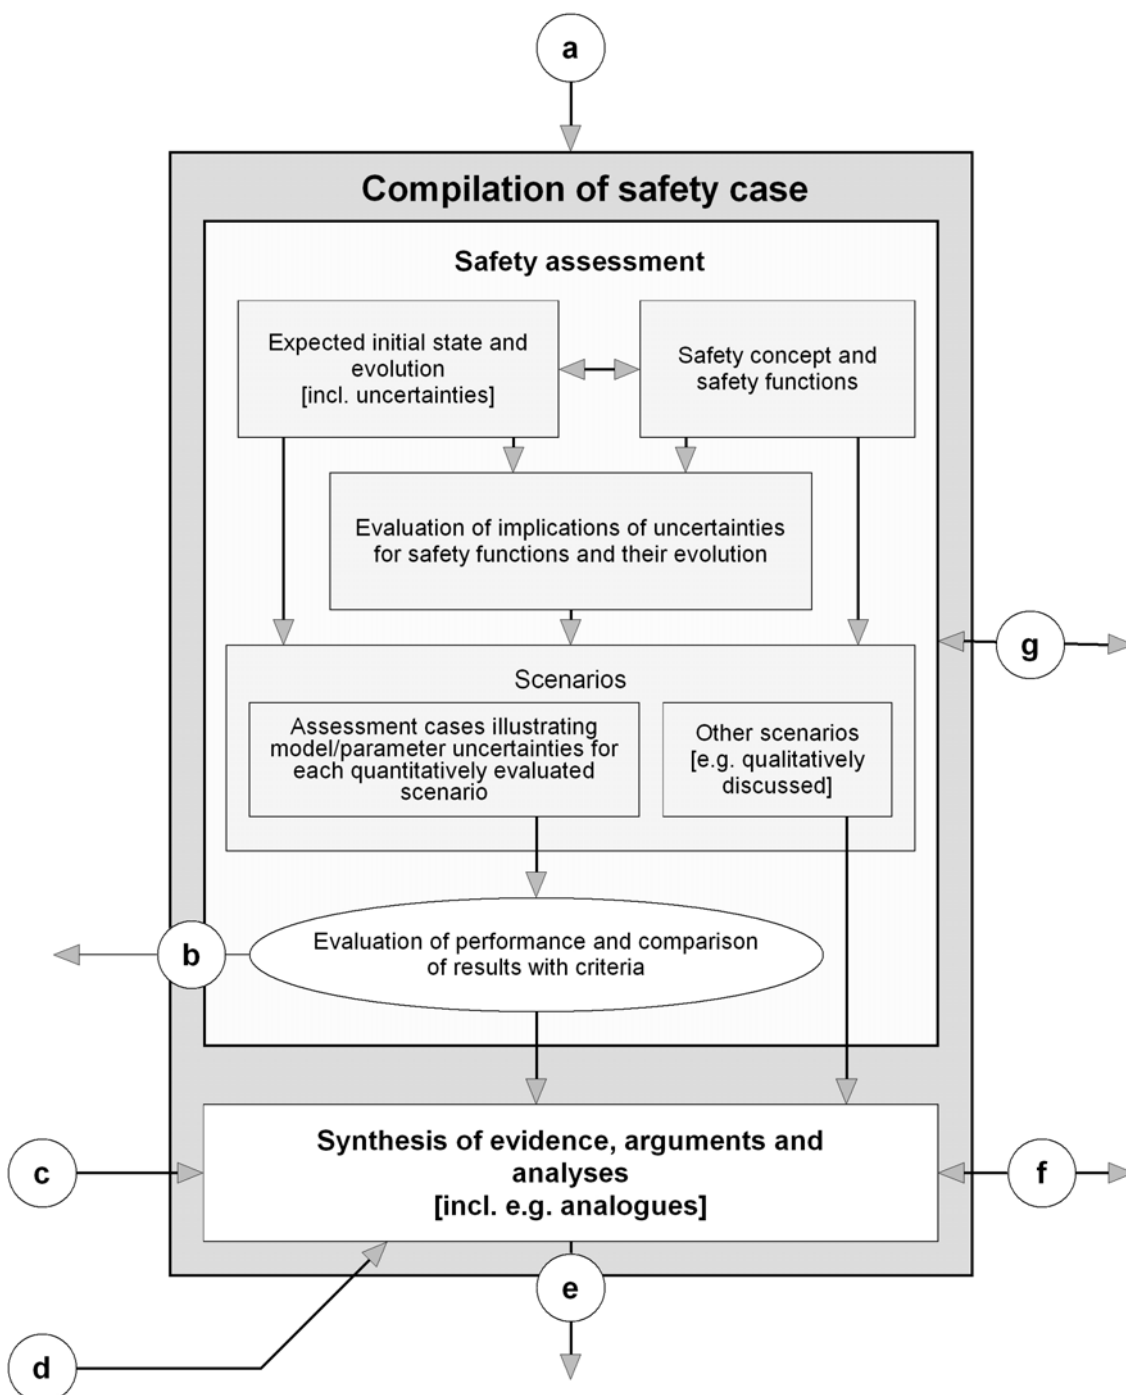 a
Compilation of safety case
Safety assessment
Expected initial state and
evolution
[incl. uncertainties]
Safety concept and
safety functions
Evaluation of implications of uncertainties
for safety functions and their evolution
g
Scenarios
Assessment cases illustrating
model/parameter uncertainties for
each quantitatively evaluated
scenario
Other scenarios
[e.g. qualitatively
discussed]
b
Evaluation of performance and comparison
of results with criteria
c
Synthesis of evidence, arguments and
analyses
[incl. e.g. analogues]
f
e
d